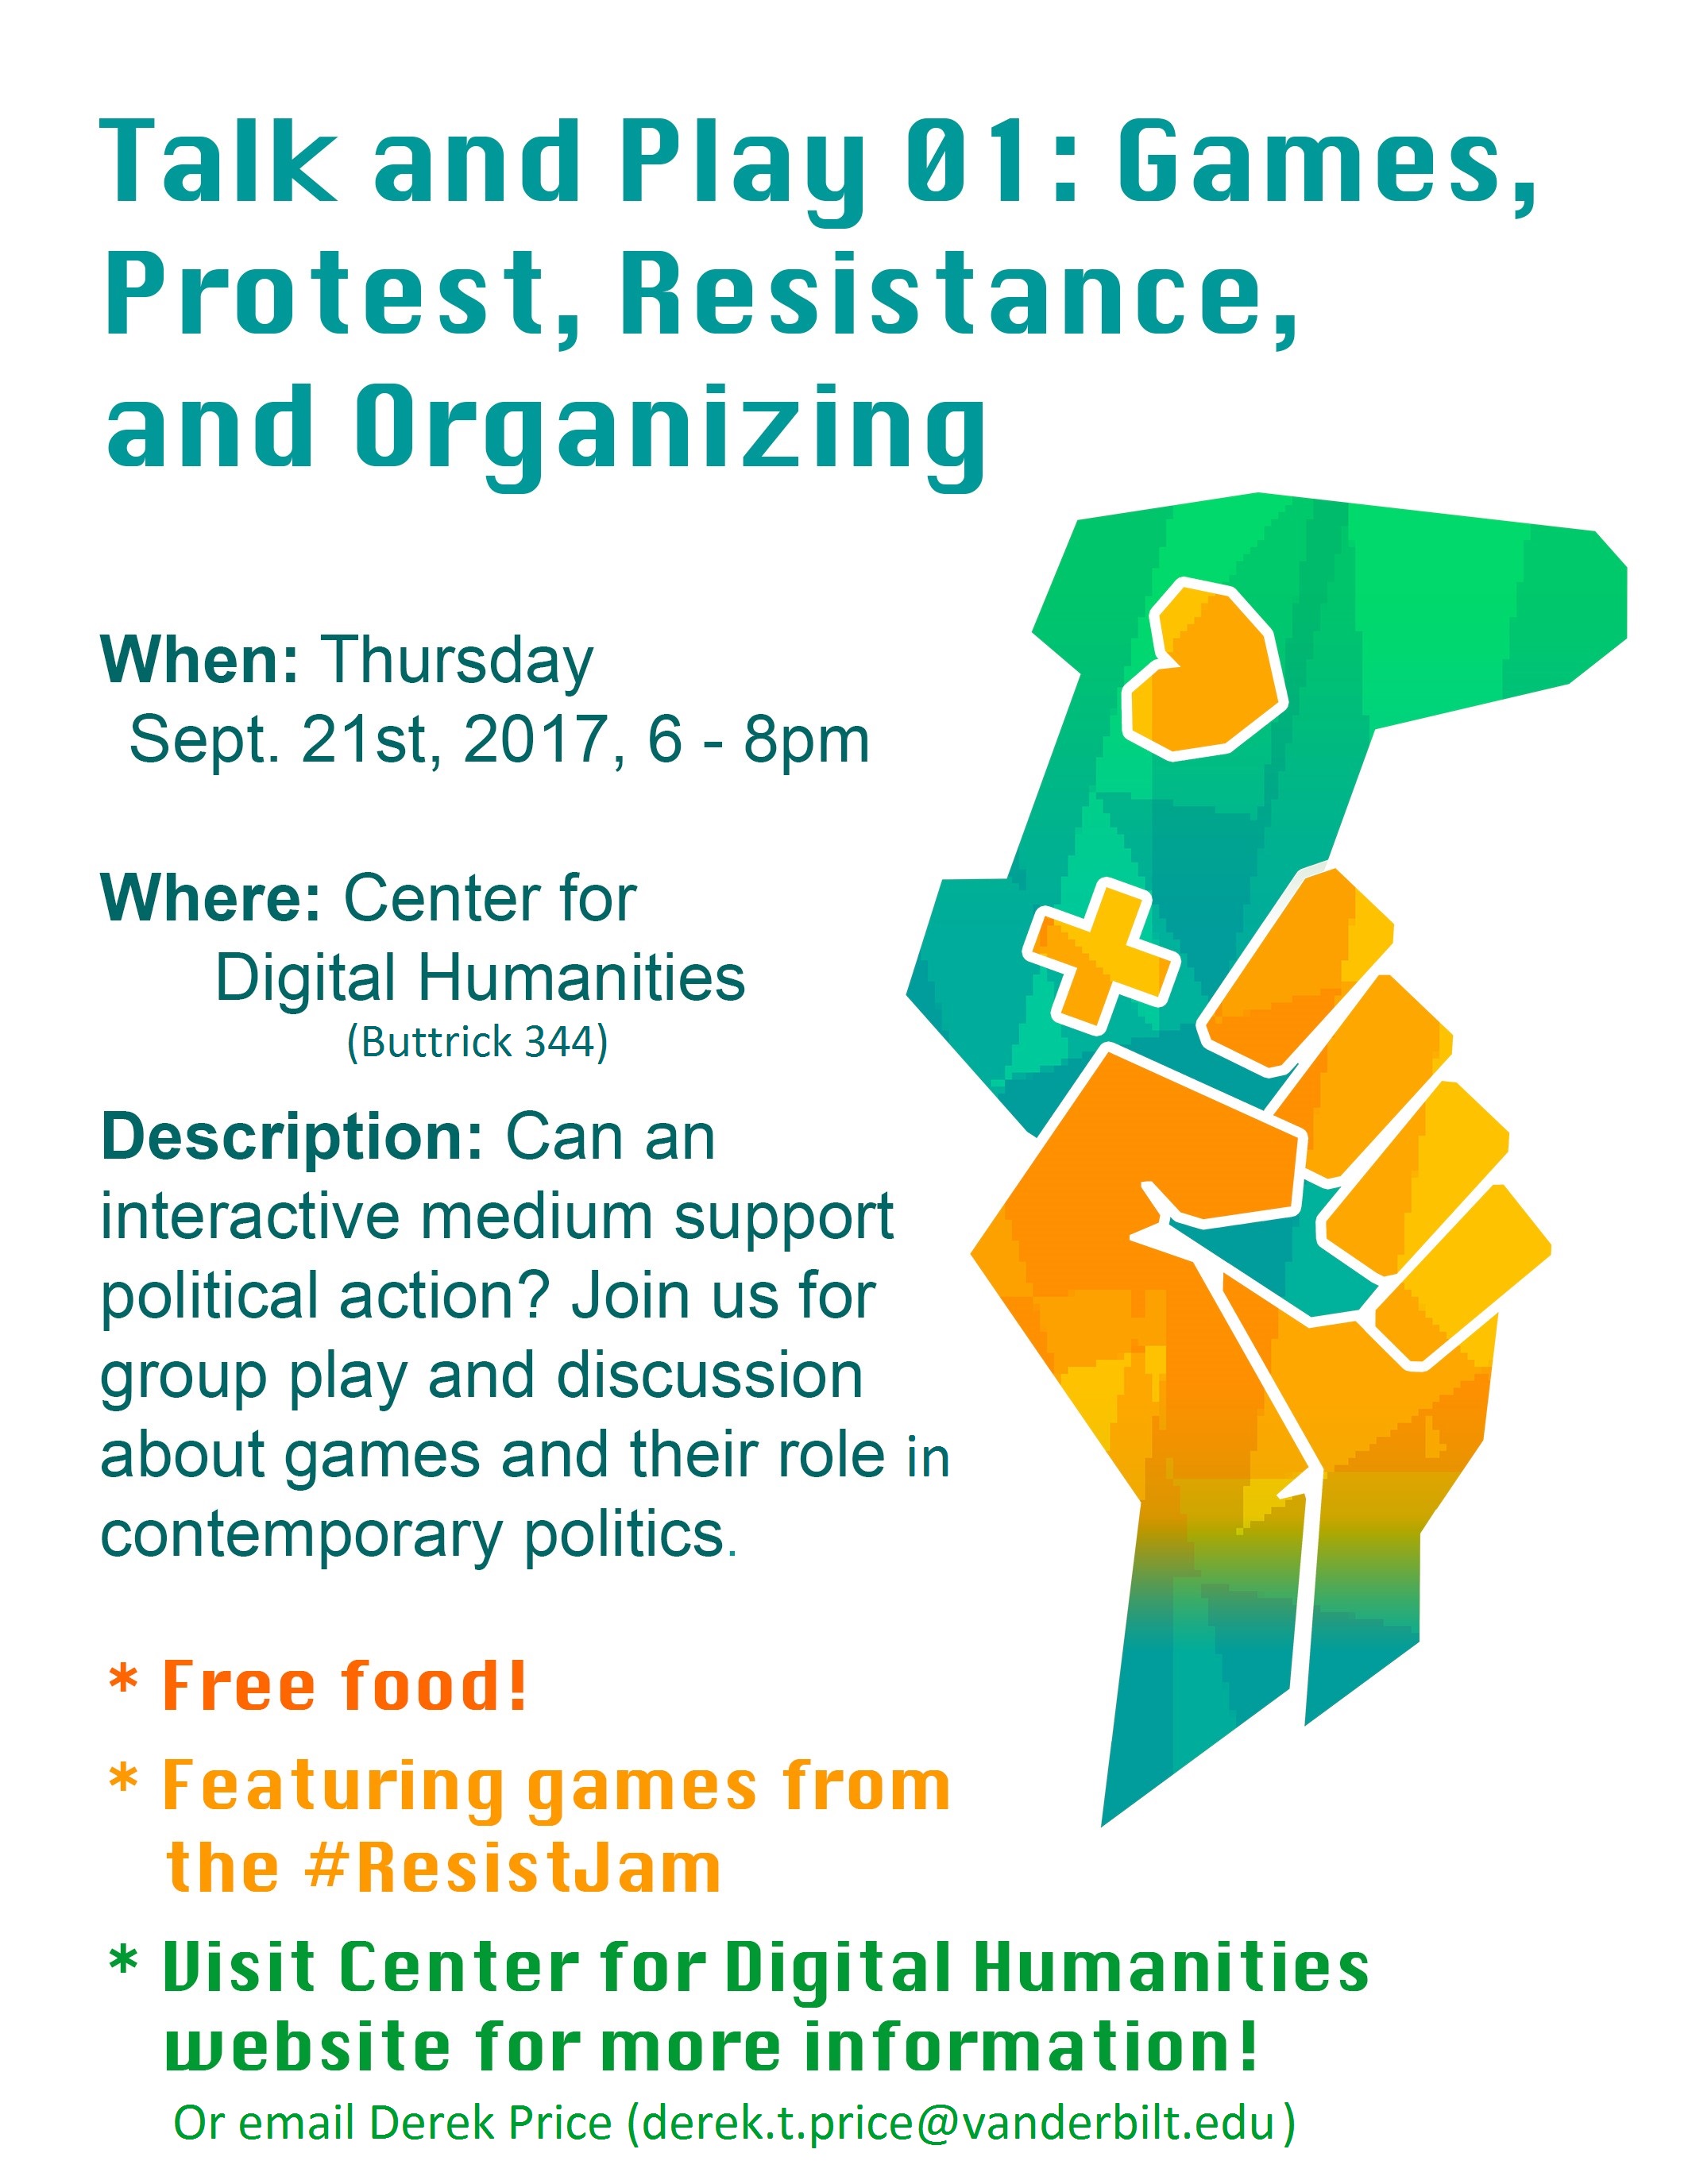 Talk and Play 01: Games,
Protest, Resistance,
and Organizing
When: Thursday
Sept. 21st, 2017, 6 - 8pm
Where: Center for
Digital Humanities
(Buttrick 344)
Description: Can an
interactive medium support
political action? Join us for
group play and discussion
about games and their role in
contemporary politics.
* Free food!
* Featuring games from
the #ResistJam
* Visit Center for Digital Humanities
website for more information!
Or email Derek Price (derek.t.price@vanderbilt.edu)